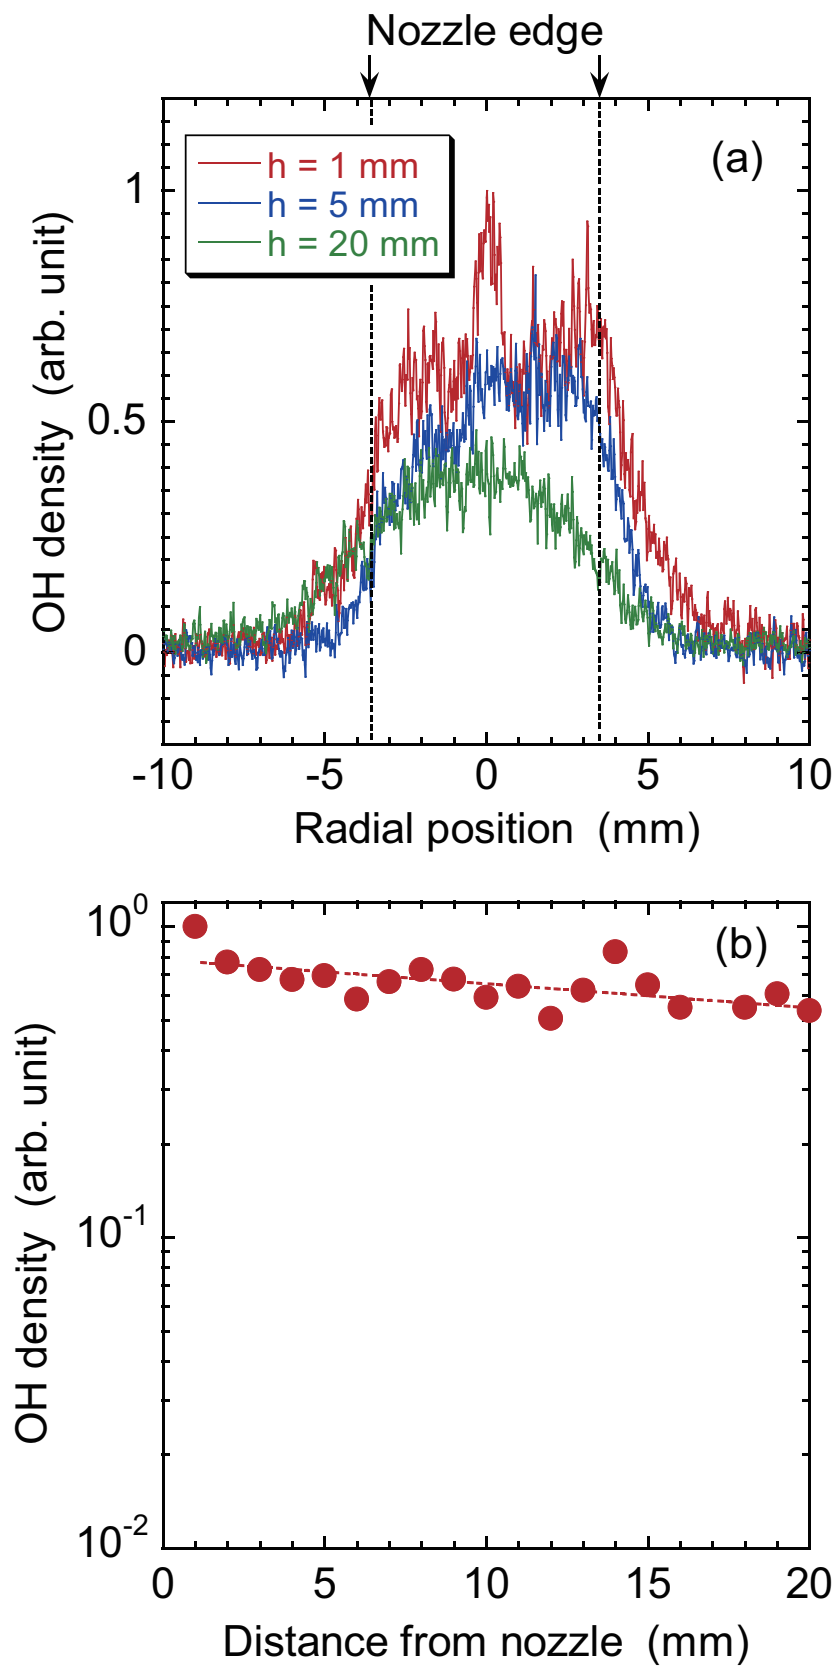 Nozzle edge
(a)
h = 1 mm
h = 5 mm
h = 20 mm
1
0.5
0
OH density (arb. unit)
-10 -5 0 5 10
Radial position (mm)
(b)
10^0
10^-1
10^-2
OH density (arb. unit)
0 5 10 15 20
Distance from nozzle (mm)